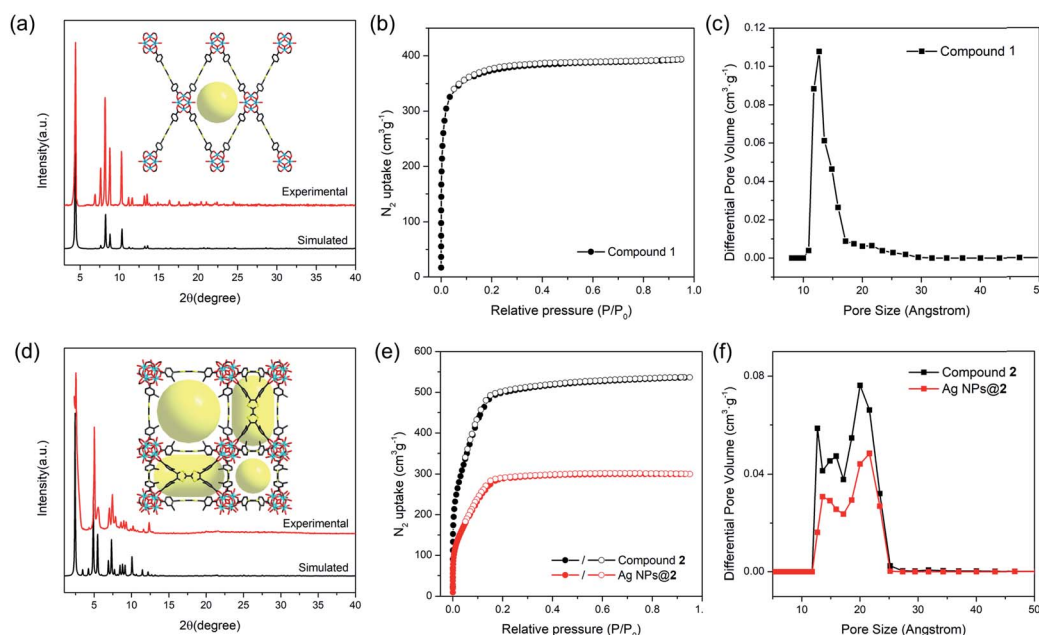 (a)
Intensity(a.u.)
Experimental
Simulated
5 10 15 20 25 30 35 40
2θ(degree)
(b)
N2 uptake (cm3g-1)
400
300
200
100
0
Compound 1
0.0 0.2 0.4 0.6 0.8 1.0
Relative pressure (P/P0)
(c)
Differential Pore Volume (cm3·g-1)
0.12
0.10
0.08
0.06
0.04
0.02
0.00
Compound 1
10 20 30 40 50
Pore Size (Angstrom)
(d)
Intensity(a.u.)
Experimental
Simulated
5 10 15 20 25 30 35 40
2θ(degree)
(e)
N2 uptake (cm3g-1)
600
500
400
300
200
100
0
/ Compound 2
/ Ag NPs@2
0.0 0.2 0.4 0.6 0.8 1.
Relative pressure (P/P0)
(f)
Differential Pore Volume (cm3·g-1)
0.08
0.04
0.00
Compound 2
Ag NPs@2
10 20 30 40 50
Pore Size (Angstrom)